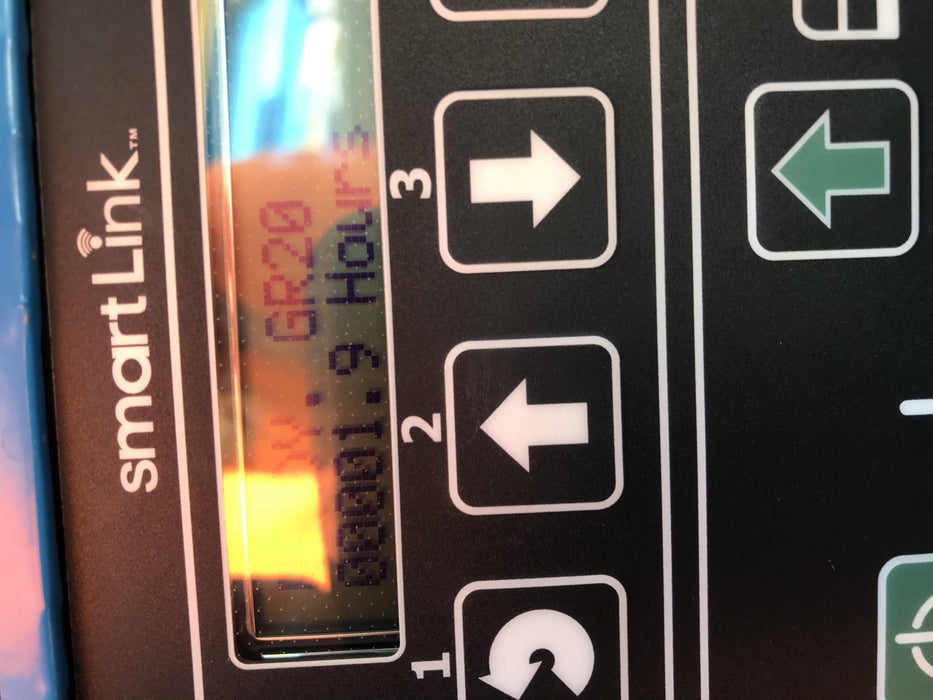 smartLink™
GR20
00001.9 Hours
1 2 3